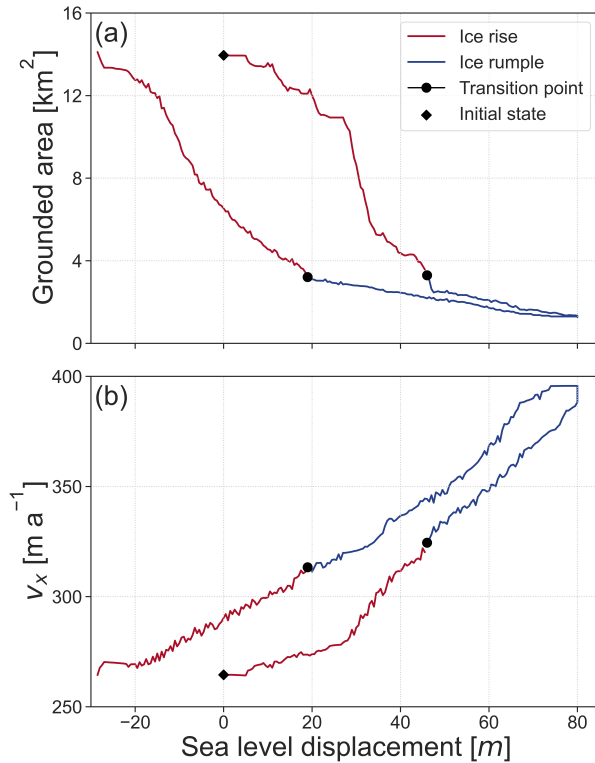 (a)
Ice rise
Ice rumple
Transition point
Initial state
Grounded area [km²]
16
12
8
4
0
(b)
v_x [m a⁻¹]
400
350
300
250
−20 0 20 40 60 80
Sea level displacement [m]